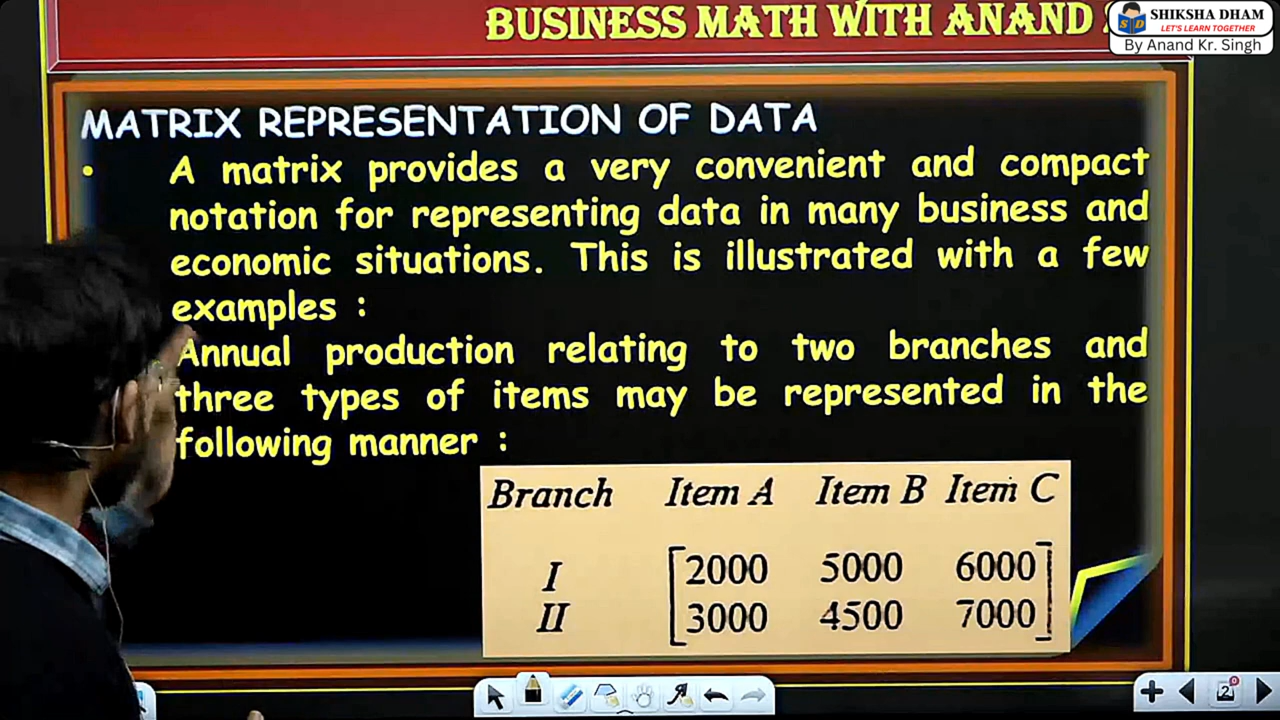 BUSINESS MATH WITH ANAND
SHIKSHA DHAM
LET'S LEARN TOGETHER
By Anand Kr. Singh
MATRIX REPRESENTATION OF DATA
• A matrix provides a very convenient and compact
notation for representing data in many business and
economic situations. This is illustrated with a few
examples :
Annual production relating to two branches and
three types of items may be represented in the
following manner :
Branch Item A Item B Item C
I [2000 5000 6000]
II [3000 4500 7000]
2